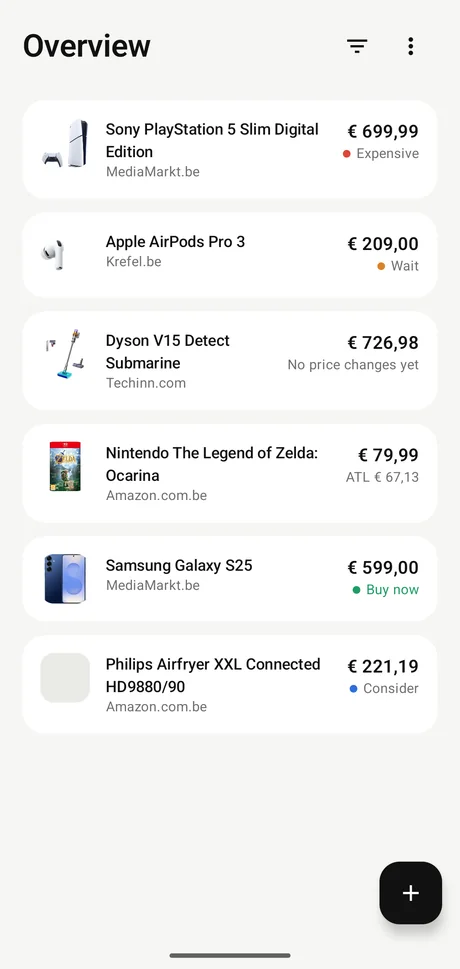 Overview
Sony PlayStation 5 Slim Digital
Edition
MediaMarkt.be
€ 699,99
Expensive
Apple AirPods Pro 3
Krefel.be
€ 209,00
Wait
Dyson V15 Detect
Submarine
Techinn.com
€ 726,98
No price changes yet
Nintendo The Legend of Zelda:
Ocarina
Amazon.com.be
€ 79,99
ATL € 67,13
Samsung Galaxy S25
MediaMarkt.be
€ 599,00
Buy now
Philips Airfryer XXL Connected
HD9880/90
Amazon.com.be
€ 221,19
Consider